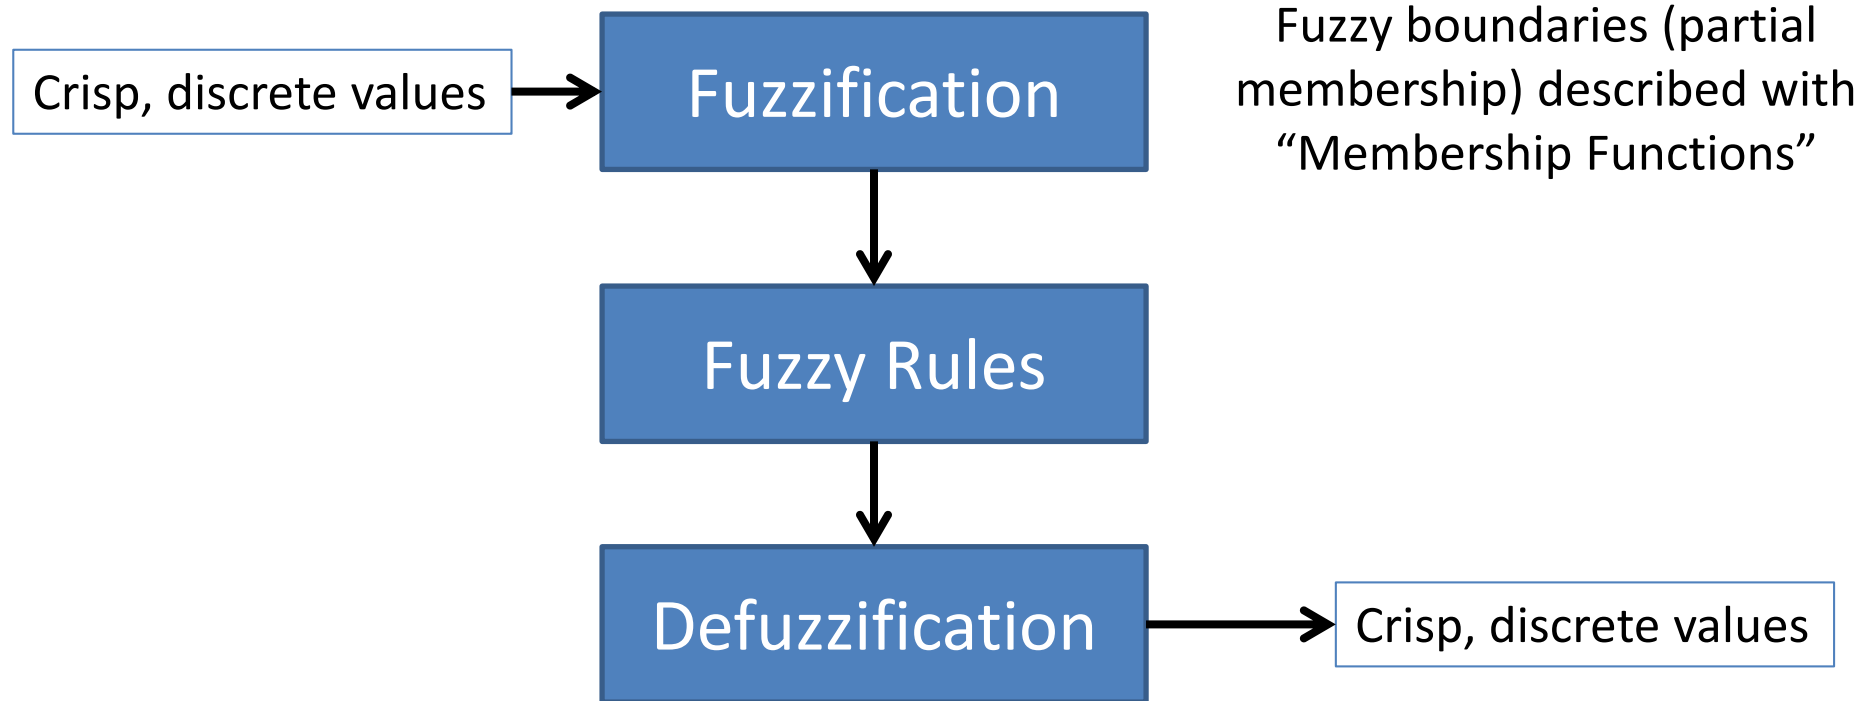 Crisp, discrete values
Fuzzification
Fuzzy boundaries (partial
membership) described with
“Membership Functions”
Fuzzy Rules
Defuzzification
Crisp, discrete values